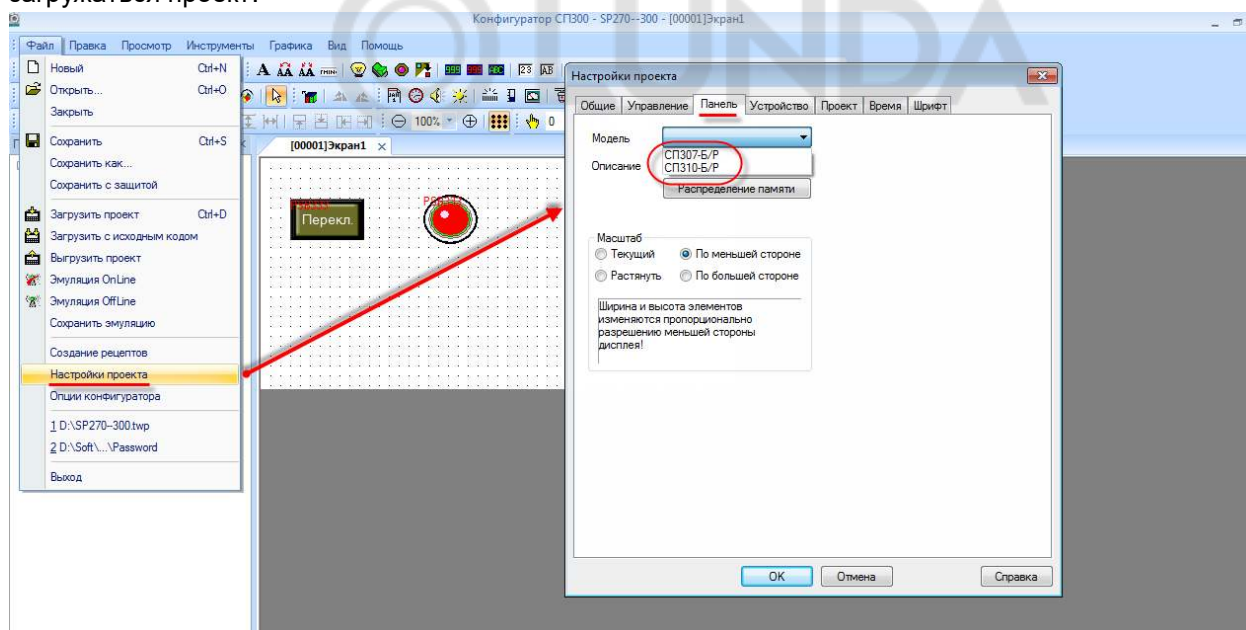 загружаться проект:
LUNDA
Конфигуратор СП300 - SP270--300 - [00001]Экран1
Файл Правка Просмотр Инструменты Графика Вид Помощь
Новый Ctrl+N
Открыть... Ctrl+O
Закрыть
Сохранить Ctrl+S
Сохранить как...
Сохранить с защитой
Загрузить проект Ctrl+D
Загрузить с исходным кодом
Выгрузить проект
Эмуляция OnLine
Эмуляция OffLine
Сохранить эмуляцию
Создание рецептов
Настройки проекта
Опции конфигуратора
1 D:\SP270--300.twp
2 D:\Soft\...\Password
Выход
100%
0
[00001]Экран1
Перекл.
Настройки проекта
Общие Управление Панель Устройство Проект Время Шрифт
Модель
СП307-Б/Р
Описание СП310-Б/Р
Распределение памяти
Масштаб
Текущий По меньшей стороне
Растянуть По большей стороне
Ширина и высота элементов
изменяются пропорционально
разрешению меньшей стороны
дисплея!
OK Отмена Справка